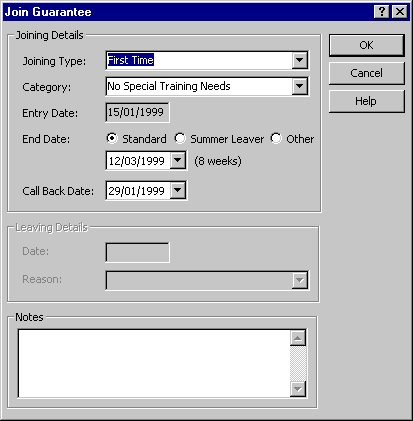 Join Guarantee
Joining Details
Joining Type: First Time
Category: No Special Training Needs
Entry Date: 15/01/1999
End Date: Standard Summer Leaver Other
12/03/1999 (8 weeks)
Call Back Date: 29/01/1999
OK
Cancel
Help
Leaving Details
Date:
Reason:
Notes